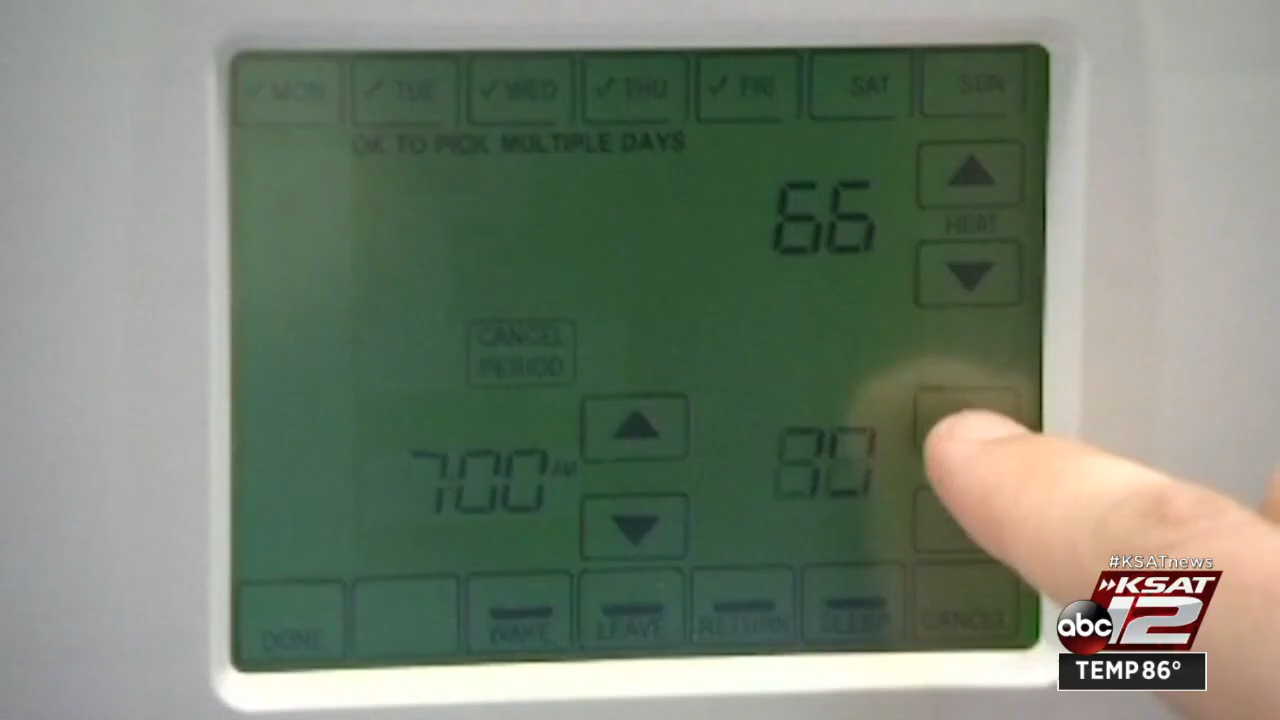 ✓ MON ✓ TUE ✓ WED ✓ THU ✓ FRI SAT SUN
OK TO PICK MULTIPLE DAYS
66
HEAT
CANCEL
PERIOD
7:00 AM
DONE WAKE LEAVE RETURN SLEEP CANCEL
#KSATnews
KSAT
abc 12
TEMP 86°